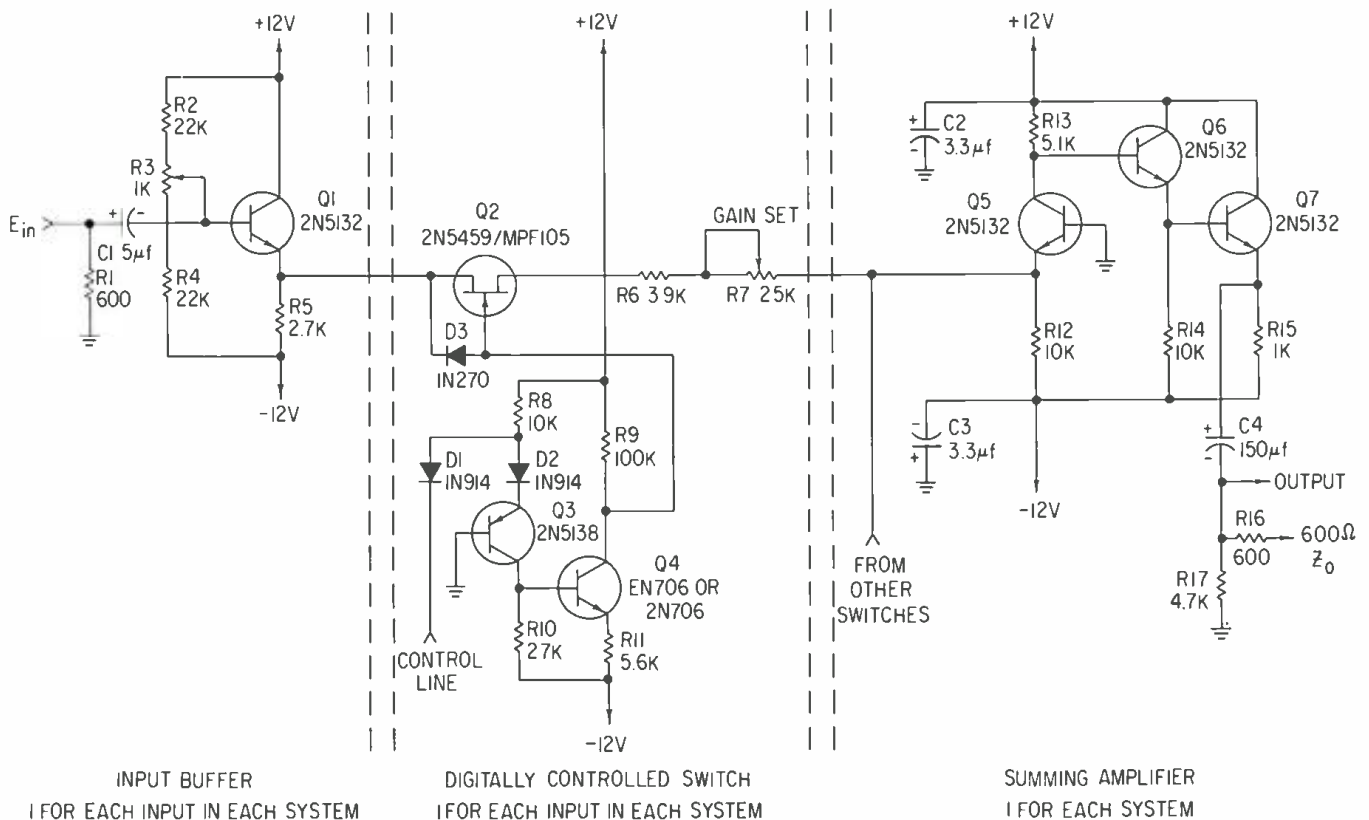 +12V
R2
22K
R3
1K
Ein
+ -
C1 5μf
R1
600
R4
22K
Q1
2N5132
R5
2.7K
-12V
INPUT BUFFER
1 FOR EACH INPUT IN EACH SYSTEM
+12V
Q2
2N5459/MPF105
GAIN SET
R6 3.9K
R7 25K
D3
IN270
R8
10K
R9
100K
D1
IN914
D2
IN914
Q3
2N5138
Q4
EN706 OR
2N706
R10
27K
R11
5.6K
CONTROL
LINE
-12V
DIGITALLY CONTROLLED SWITCH
1 FOR EACH INPUT IN EACH SYSTEM
+12V
+
C2
3.3μf
-
R13
5.1K
Q6
2N5132
Q5
2N5132
Q7
2N5132
R12
10K
R14
10K
R15
1K
-
C3
3.3μf
+
-12V
+
C4
150μf
-
OUTPUT
R16
600
600Ω
Zo
R17
4.7K
FROM
OTHER
SWITCHES
SUMMING AMPLIFIER
1 FOR EACH SYSTEM